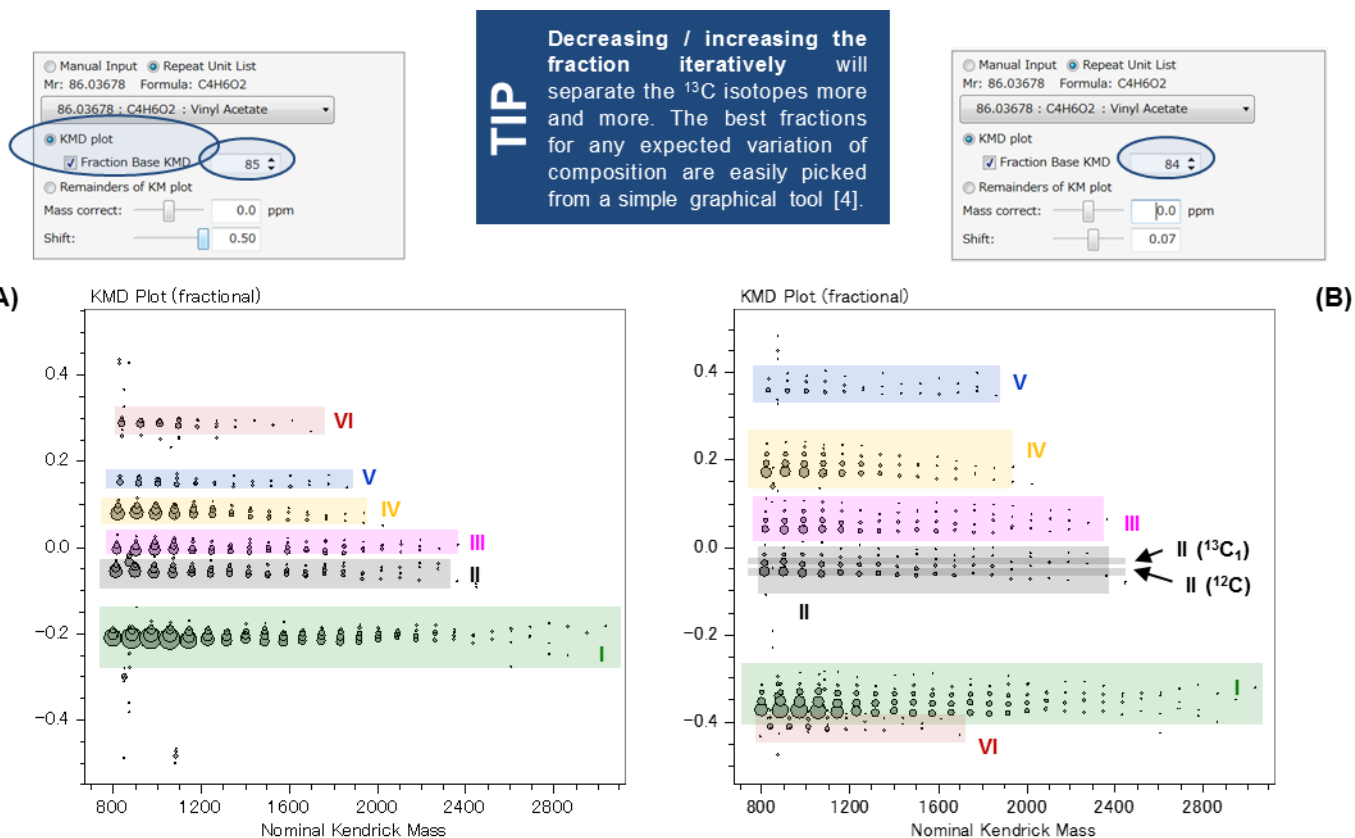 Manual Input Repeat Unit List
Mr: 86.03678 Formula: C4H6O2
86.03678 : C4H6O2 : Vinyl Acetate
KMD plot
Fraction Base KMD 85
Remainders of KM plot
Mass correct: 0.0 ppm
Shift: 0.50
TIP
Decreasing / increasing the
fraction iteratively will
separate the ¹³C isotopes more
and more. The best fractions
for any expected variation of
composition are easily picked
from a simple graphical tool [4].
Manual Input Repeat Unit List
Mr: 86.03678 Formula: C4H6O2
86.03678 : C4H6O2 : Vinyl Acetate
KMD plot
Fraction Base KMD 84
Remainders of KM plot
Mass correct: 0.0 ppm
Shift: 0.07
A)
KMD Plot (fractional)
0.4
0.2
0.0
−0.2
−0.4
VI
V
IV
III
II
I
800 1200 1600 2000 2400 2800
Nominal Kendrick Mass
(B)
KMD Plot (fractional)
0.4
0.2
0.0
−0.2
−0.4
V
IV
III
II (¹³C₁)
II (¹²C)
II
I
VI
800 1200 1600 2000 2400 2800
Nominal Kendrick Mass